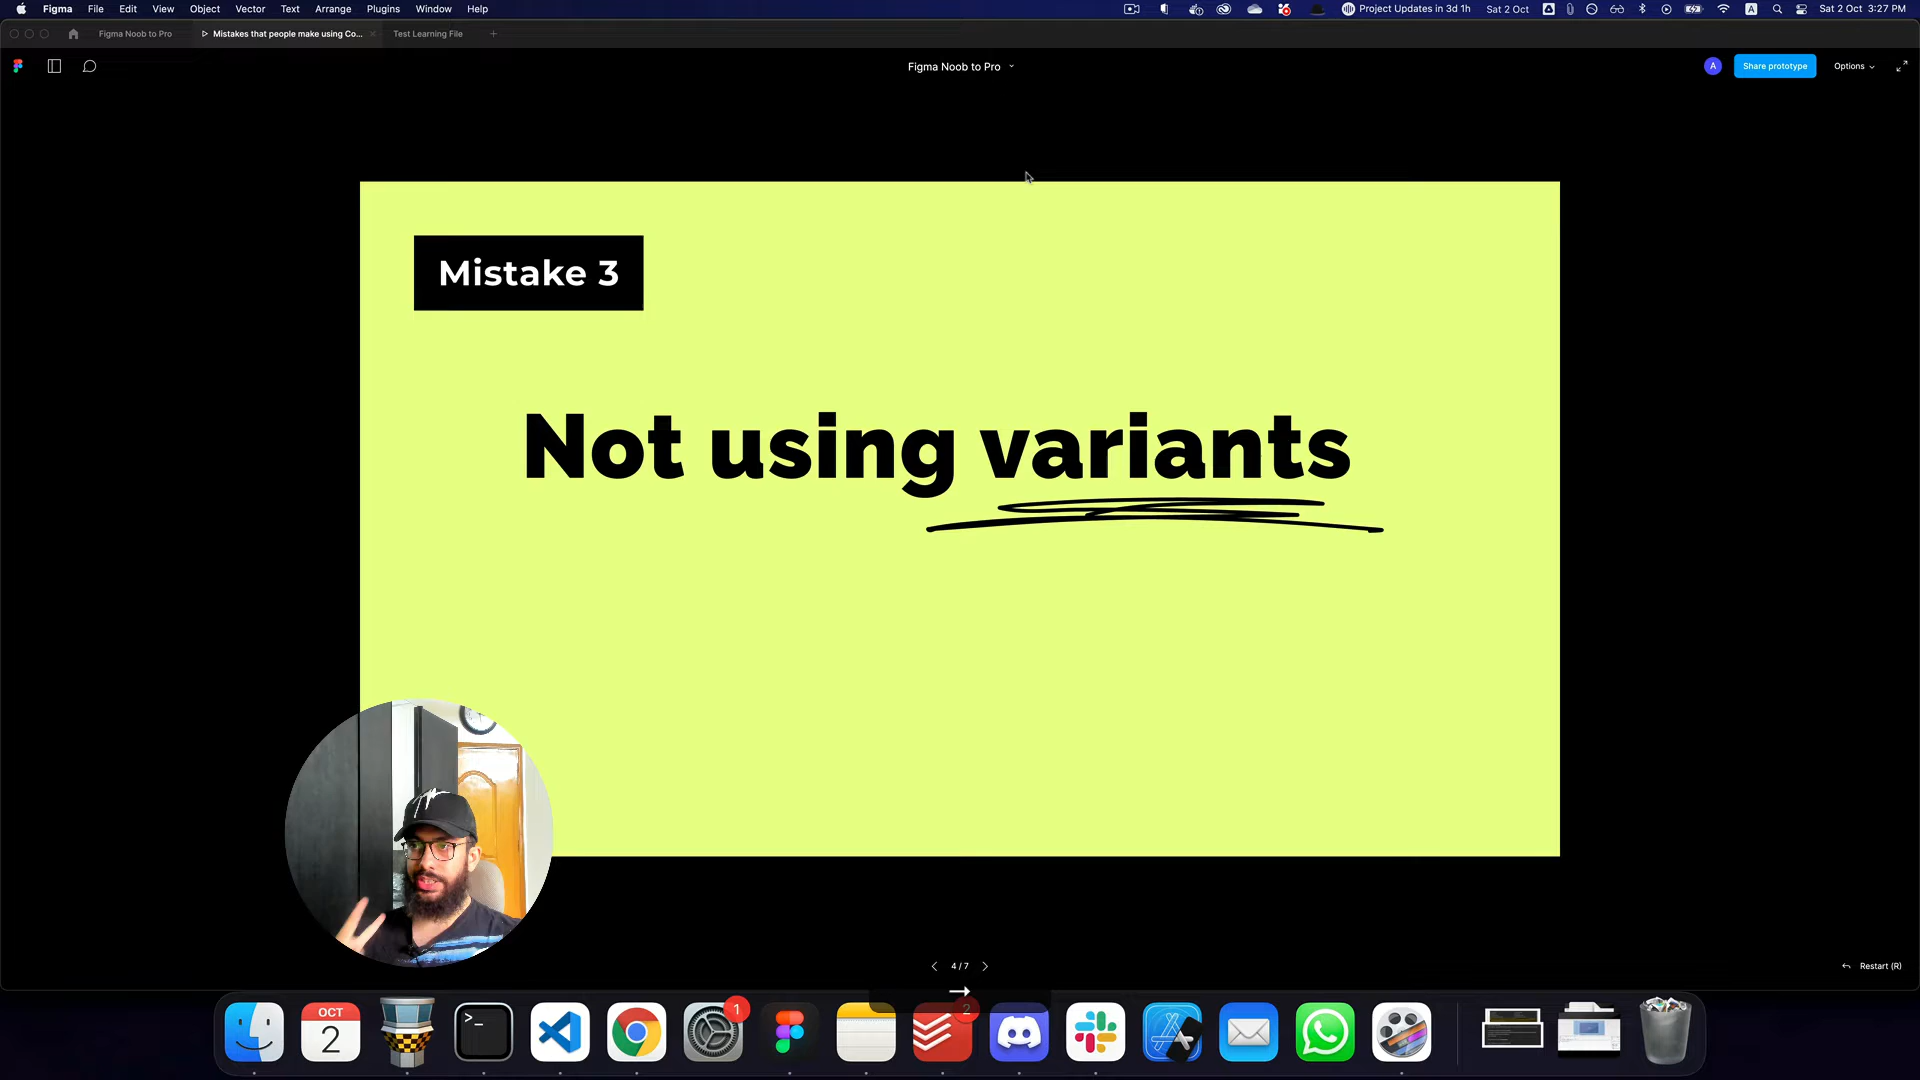 Figma File Edit View Object Vector Text Arrange Plugins Window Help Project Updates in 3d 1h Sat 2 Oct A Sat 2 Oct 3:27 PM
Figma Noob to Pro Mistakes that people make using Co... Test Learning File
Figma Noob to Pro A Share prototype Options
Mistake 3
Not using variants
4 / 7
Restart (R)
OCT
2
>_
1
2